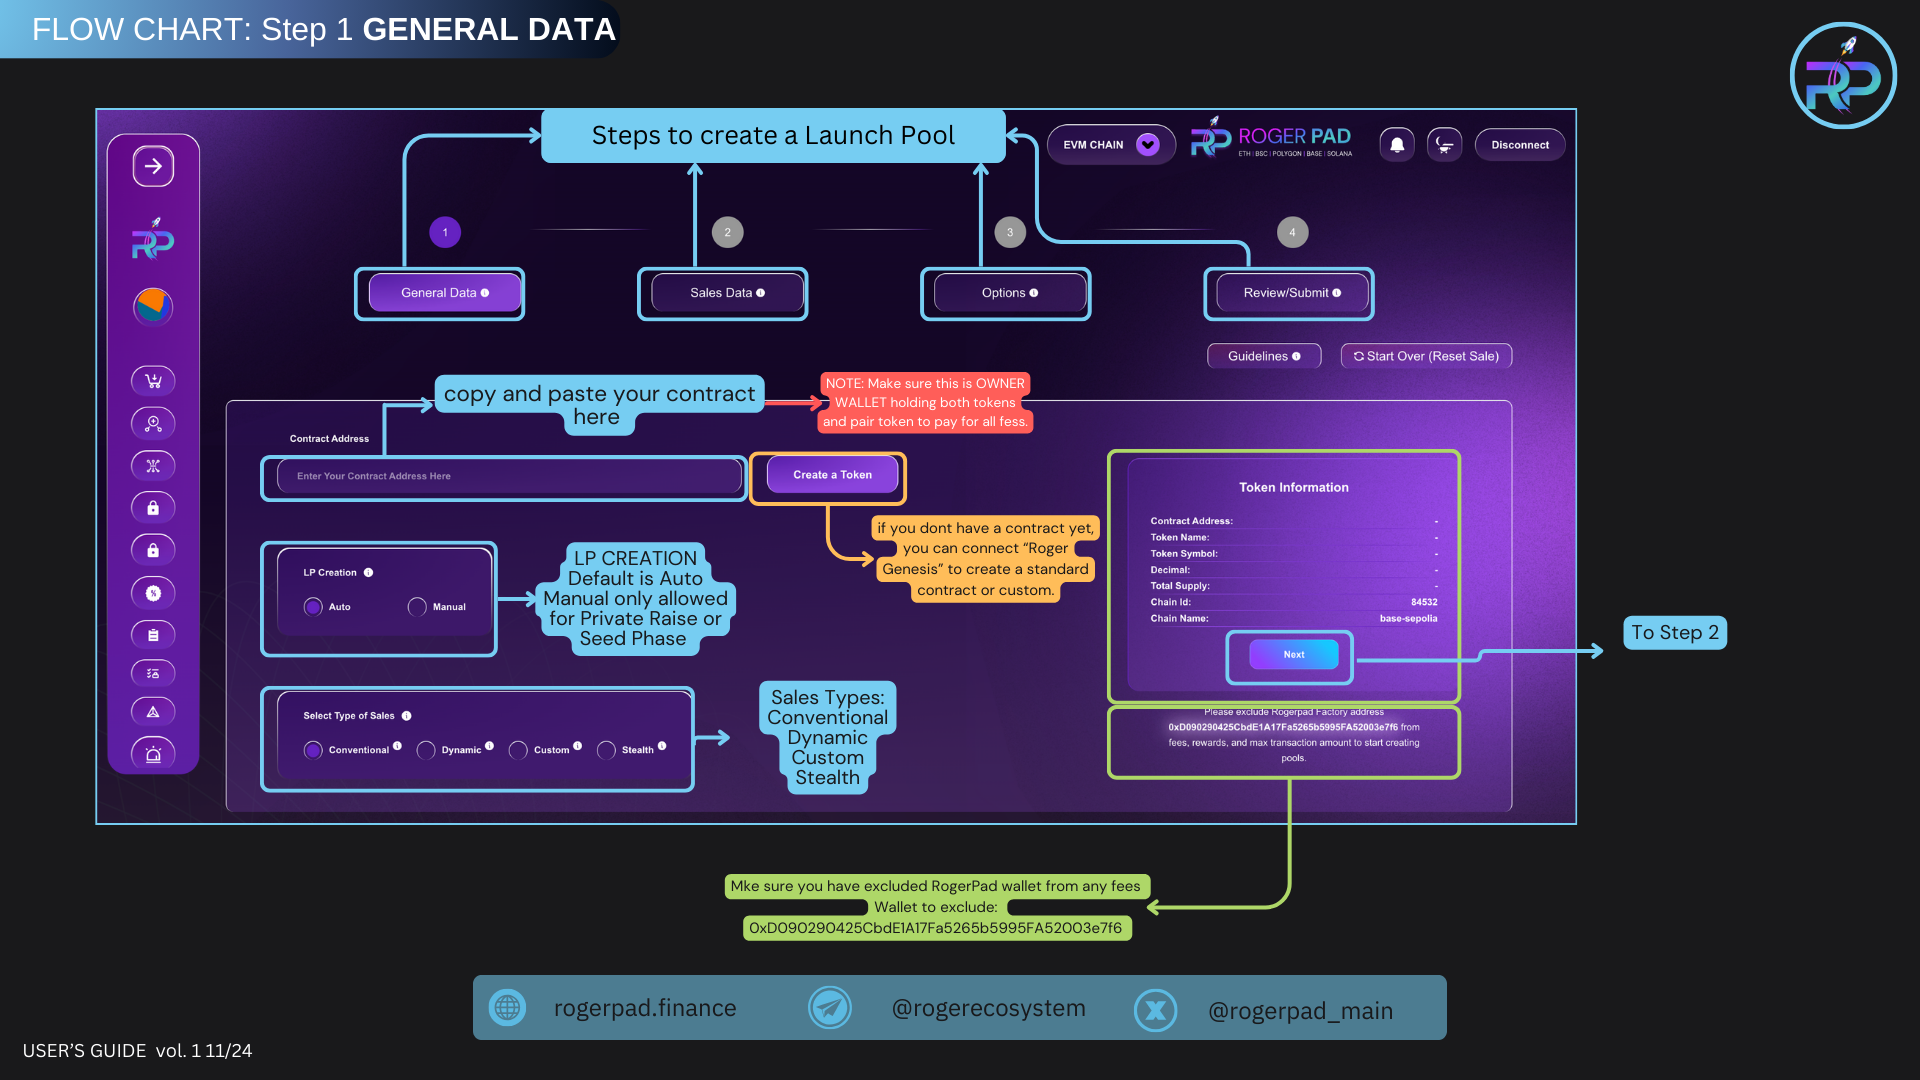 FLOW CHART: Step 1 GENERAL DATA
RP
Steps to create a Launch Pool
EVM CHAIN
ROGER PAD
ETH | BSC | POLYGON | BASE | SOLANA
Disconnect
1
2
3
4
General Data
Sales Data
Options
Review/Submit
Guidelines
Start Over (Reset Sale)
copy and paste your contract
here
NOTE: Make sure this is OWNER
WALLET holding both tokens
and pair token to pay for all fess.
Contract Address
Enter Your Contract Address Here
Create a Token
if you dont have a contract yet,
you can connect “Roger
Genesis” to create a standard
contract or custom.
LP Creation
Auto
Manual
LP CREATION
Default is Auto
Manual only allowed
for Private Raise or
Seed Phase
Select Type of Sales
Conventional
Dynamic
Custom
Stealth
Sales Types:
Conventional
Dynamic
Custom
Stealth
Token Information
Contract Address: -
Token Name: -
Token Symbol: -
Decimal: -
Total Supply: -
Chain Id: 84532
Chain Name: base-sepolia
Next
To Step 2
Please exclude Rogerpad Factory address
0xD090290425CbdE1A17Fa5265b5995FA52003e7f6 from
fees, rewards, and max transaction amount to start creating
pools.
Mke sure you have excluded RogerPad wallet from any fees
Wallet to exclude:
0xD090290425CbdE1A17Fa5265b5995FA52003e7f6
rogerpad.finance
@rogerecosystem
@rogerpad_main
USER’S GUIDE vol. 1 11/24